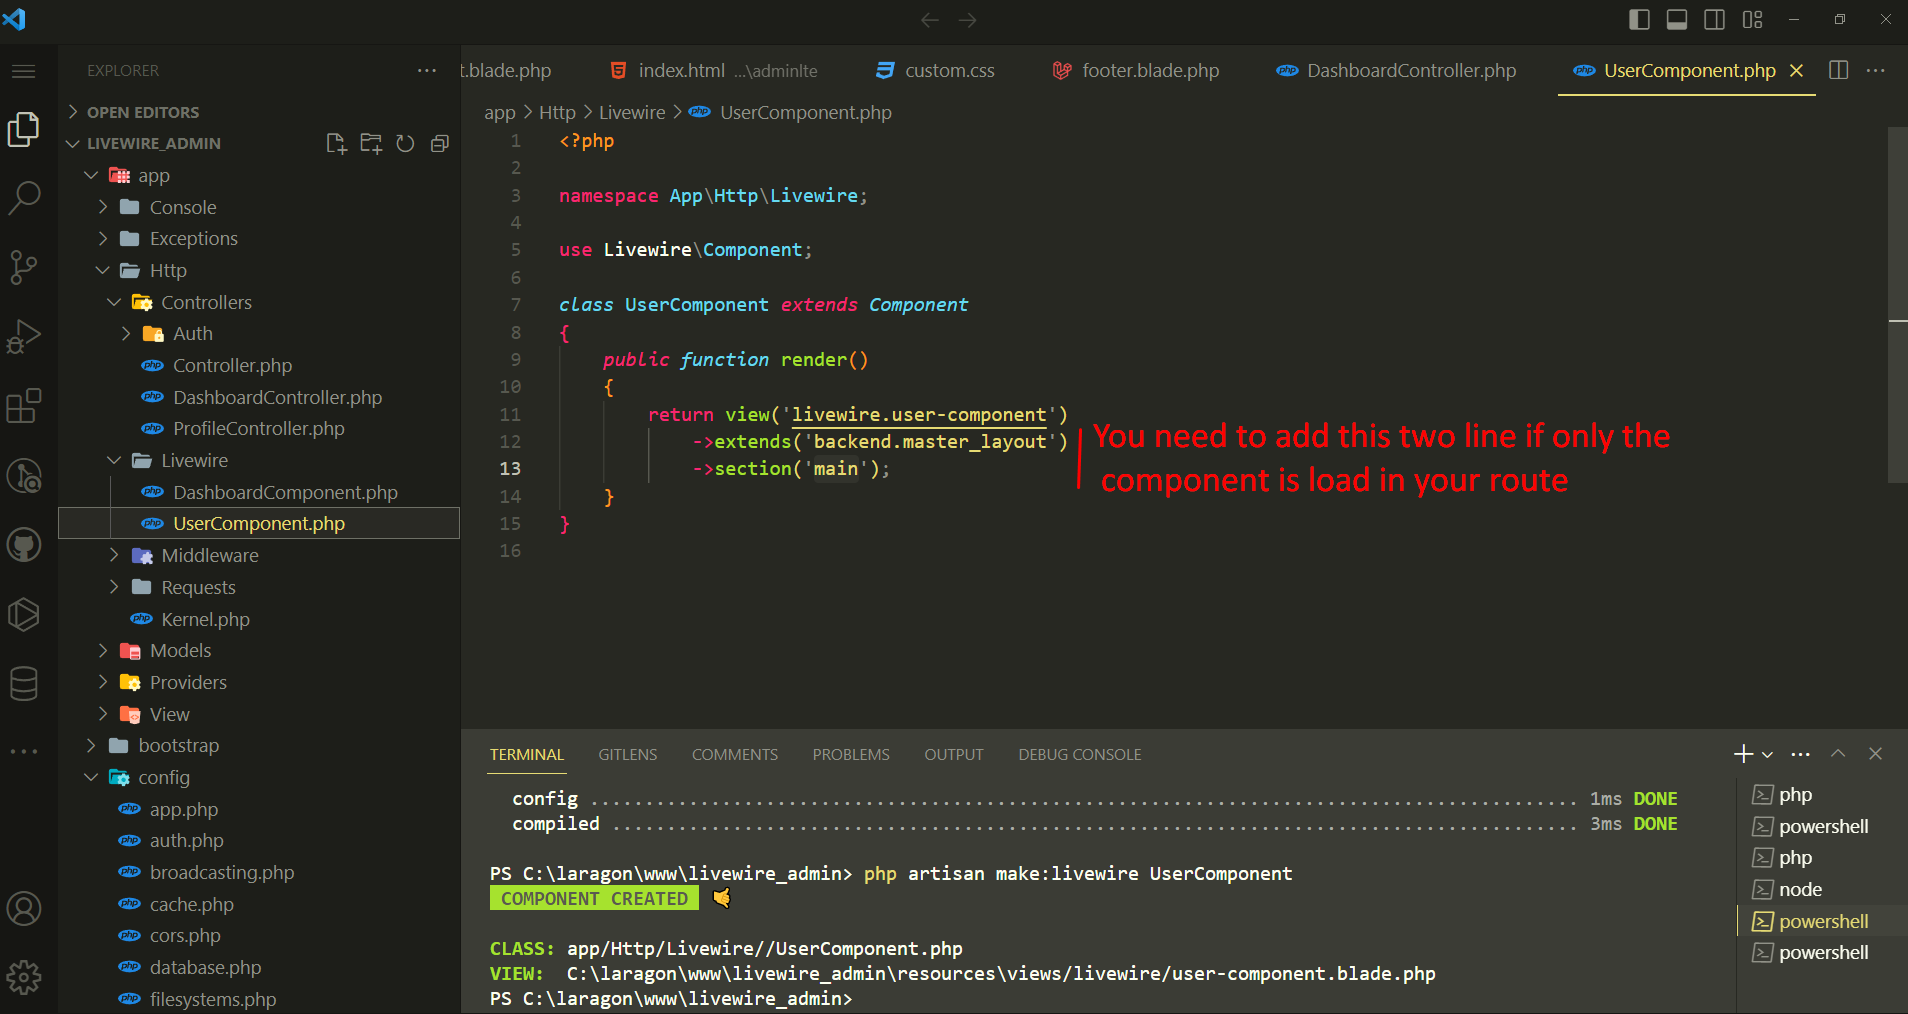 EXPLORER
OPEN EDITORS
LIVEWIRE_ADMIN
app
Console
Exceptions
Http
Controllers
Auth
Controller.php
DashboardController.php
ProfileController.php
Livewire
DashboardComponent.php
UserComponent.php
Middleware
Requests
Kernel.php
Models
Providers
View
bootstrap
config
app.php
auth.php
broadcasting.php
cache.php
cors.php
database.php
filesystems.php
t.blade.php index.html ...\adminlte custom.css footer.blade.php DashboardController.php UserComponent.php
app > Http > Livewire > UserComponent.php
1 <?php
2
3 namespace App\Http\Livewire;
4
5 use Livewire\Component;
6
7 class UserComponent extends Component
8 {
9 public function render()
10 {
11 return view('livewire.user-component')
12 ->extends('backend.master_layout')
13 ->section('main');
14 }
15 }
16
You need to add this two line if only the
component is load in your route
TERMINAL GITLENS COMMENTS PROBLEMS OUTPUT DEBUG CONSOLE
config .......................................................................................... 1ms DONE
compiled ........................................................................................ 3ms DONE
PS C:\laragon\www\livewire_admin> php artisan make:livewire UserComponent
COMPONENT CREATED 🤙
CLASS: app/Http/Livewire//UserComponent.php
VIEW: C:\laragon\www\livewire_admin\resources\views/livewire/user-component.blade.php
PS C:\laragon\www\livewire_admin>
php
powershell
php
node
powershell
powershell